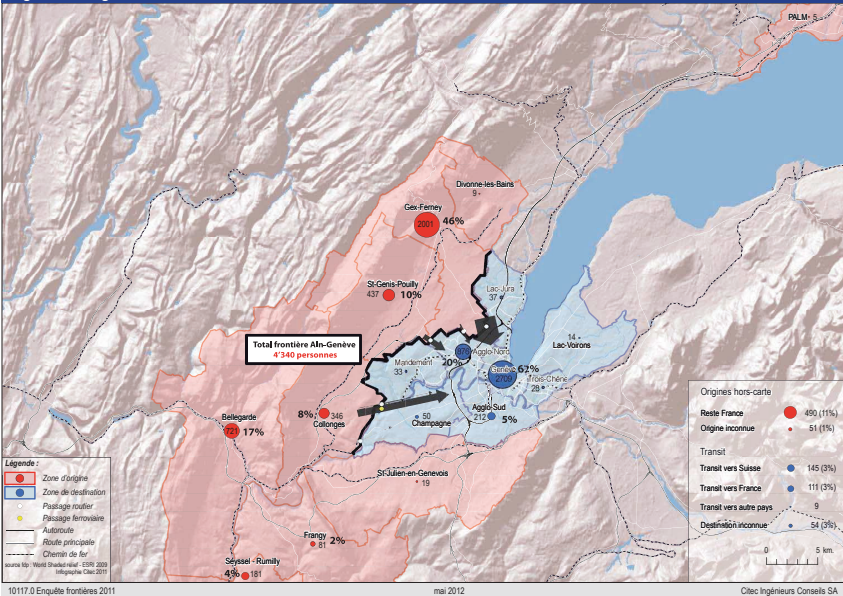 PALM 5
Divonne-les-Bains
9
Gex-Ferney
2001 46%
St-Genis-Pouilly
437 10%
Lac-Jura
37
Total frontière Ain-Genève
4'340 personnes
14
Lac-Voirons
878 Agglo-Nord
20%
Mandement
33
Genève 62%
2700
Trois-Chêne
28
8% 346
Collonges
50
Champagne
Agglo-Sud
212 5%
Bellegarde
721 17%
St-Julien-en-Genevois
19
Frangy
81 2%
Seyssel - Rumilly
4% 181
Légende :
Zone d'origine
Zone de destination
Passage routier
Passage ferroviaire
Autoroute
Route principale
Chemin de fer
source fdp : World Shaded relief - ESRI 2009
Infographie Citec 2011
Origines hors-carte
Reste France 490 (11%)
Origine inconnue 51 (1%)
Transit
Transit vers Suisse 145 (3%)
Transit vers France 111 (3%)
Transit vers autre pays 9
Destination inconnue 54 (3%)
0 5 km.
10117.0 Enquête frontières 2011 mai 2012 Citec Ingénieurs Conseils SA